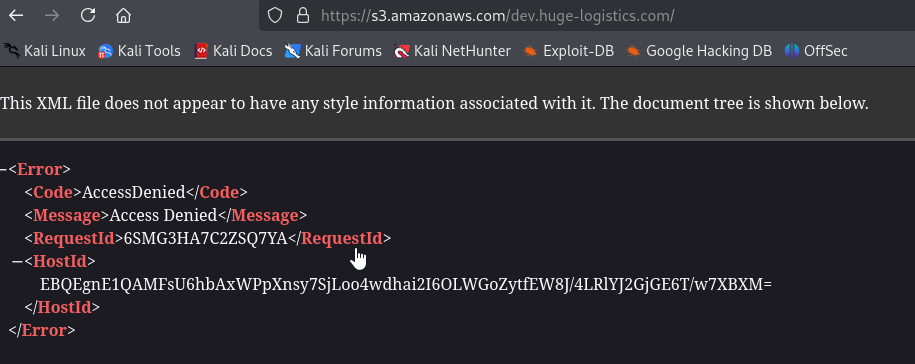 https://s3.amazonaws.com/dev.huge-logistics.com/
Kali Linux Kali Tools Kali Docs Kali Forums Kali NetHunter Exploit-DB Google Hacking DB OffSec
This XML file does not appear to have any style information associated with it. The document tree is shown below.
−<Error>
<Code>AccessDenied</Code>
<Message>Access Denied</Message>
<RequestId>6SMG3HA7C2ZSQ7YA</RequestId>
−<HostId>
EBQEgnE1QAMFsU6hbAxWPpXnsy7SjLoo4wdhai2I6OLWGoZytfEW8J/4LRlYJ2GjGE6T/w7XBXM=
</HostId>
</Error>